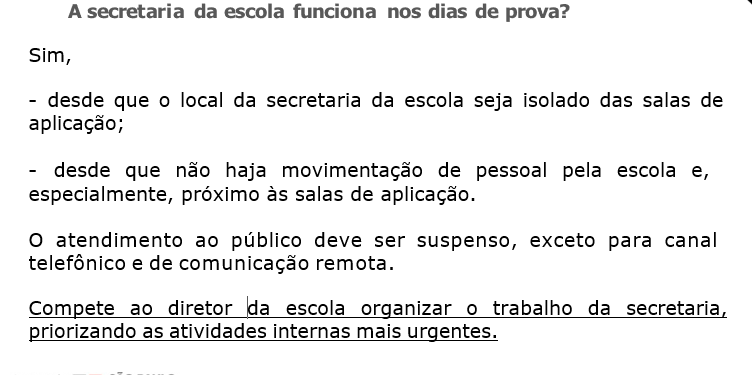 A secretaria da escola funciona nos dias de prova?
Sim,
- desde que o local da secretaria da escola seja isolado das salas de
aplicação;
- desde que não haja movimentação de pessoal pela escola e,
especialmente, próximo às salas de aplicação.
O atendimento ao público deve ser suspenso, exceto para canal
telefônico e de comunicação remota.
Compete ao diretor da escola organizar o trabalho da secretaria,
priorizando as atividades internas mais urgentes.